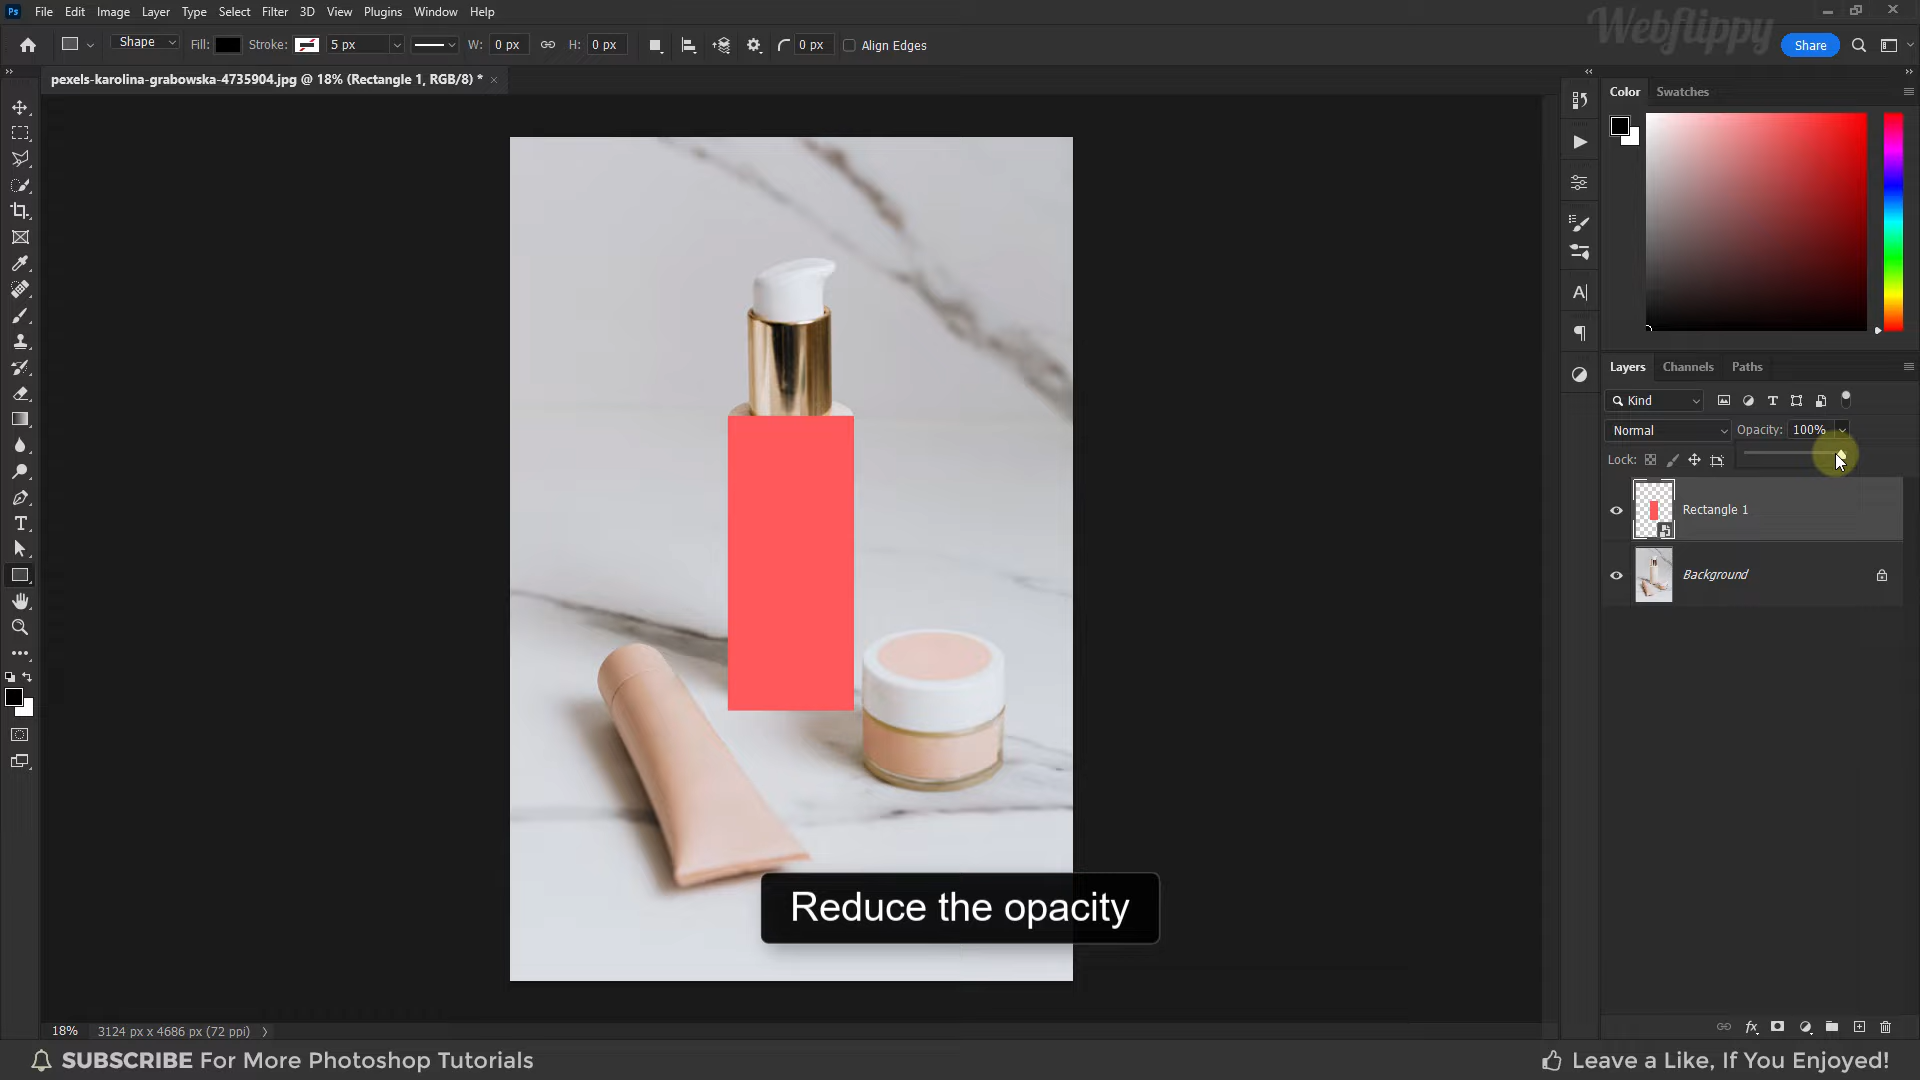 Ps File Edit Image Layer Type Select Filter 3D View Plugins Window Help
Webflippy
Shape Fill: Stroke: 5 px W: 0 px H: 0 px 0 px Align Edges Share
pexels-karolina-grabowska-4735904.jpg @ 18% (Rectangle 1, RGB/8) *
Color Swatches
Layers Channels Paths
Kind
Normal Opacity: 100%
Lock:
Rectangle 1
Background
Reduce the opacity
18% 3124 px x 4686 px (72 ppi)
SUBSCRIBE For More Photoshop Tutorials
Leave a Like, If You Enjoyed!